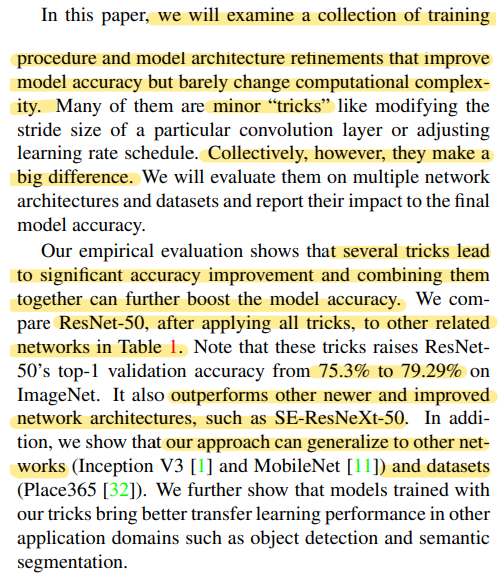 In this paper, we will examine a collection of training
procedure and model architecture refinements that improve
model accuracy but barely change computational complex-
ity. Many of them are minor “tricks” like modifying the
stride size of a particular convolution layer or adjusting
learning rate schedule. Collectively, however, they make a
big difference. We will evaluate them on multiple network
architectures and datasets and report their impact to the final
model accuracy.
Our empirical evaluation shows that several tricks lead
to significant accuracy improvement and combining them
together can further boost the model accuracy. We com-
pare ResNet-50, after applying all tricks, to other related
networks in Table 1. Note that these tricks raises ResNet-
50’s top-1 validation accuracy from 75.3% to 79.29% on
ImageNet. It also outperforms other newer and improved
network architectures, such as SE-ResNeXt-50. In addi-
tion, we show that our approach can generalize to other net-
works (Inception V3 [1] and MobileNet [11]) and datasets
(Place365 [32]). We further show that models trained with
our tricks bring better transfer learning performance in other
application domains such as object detection and semantic
segmentation.